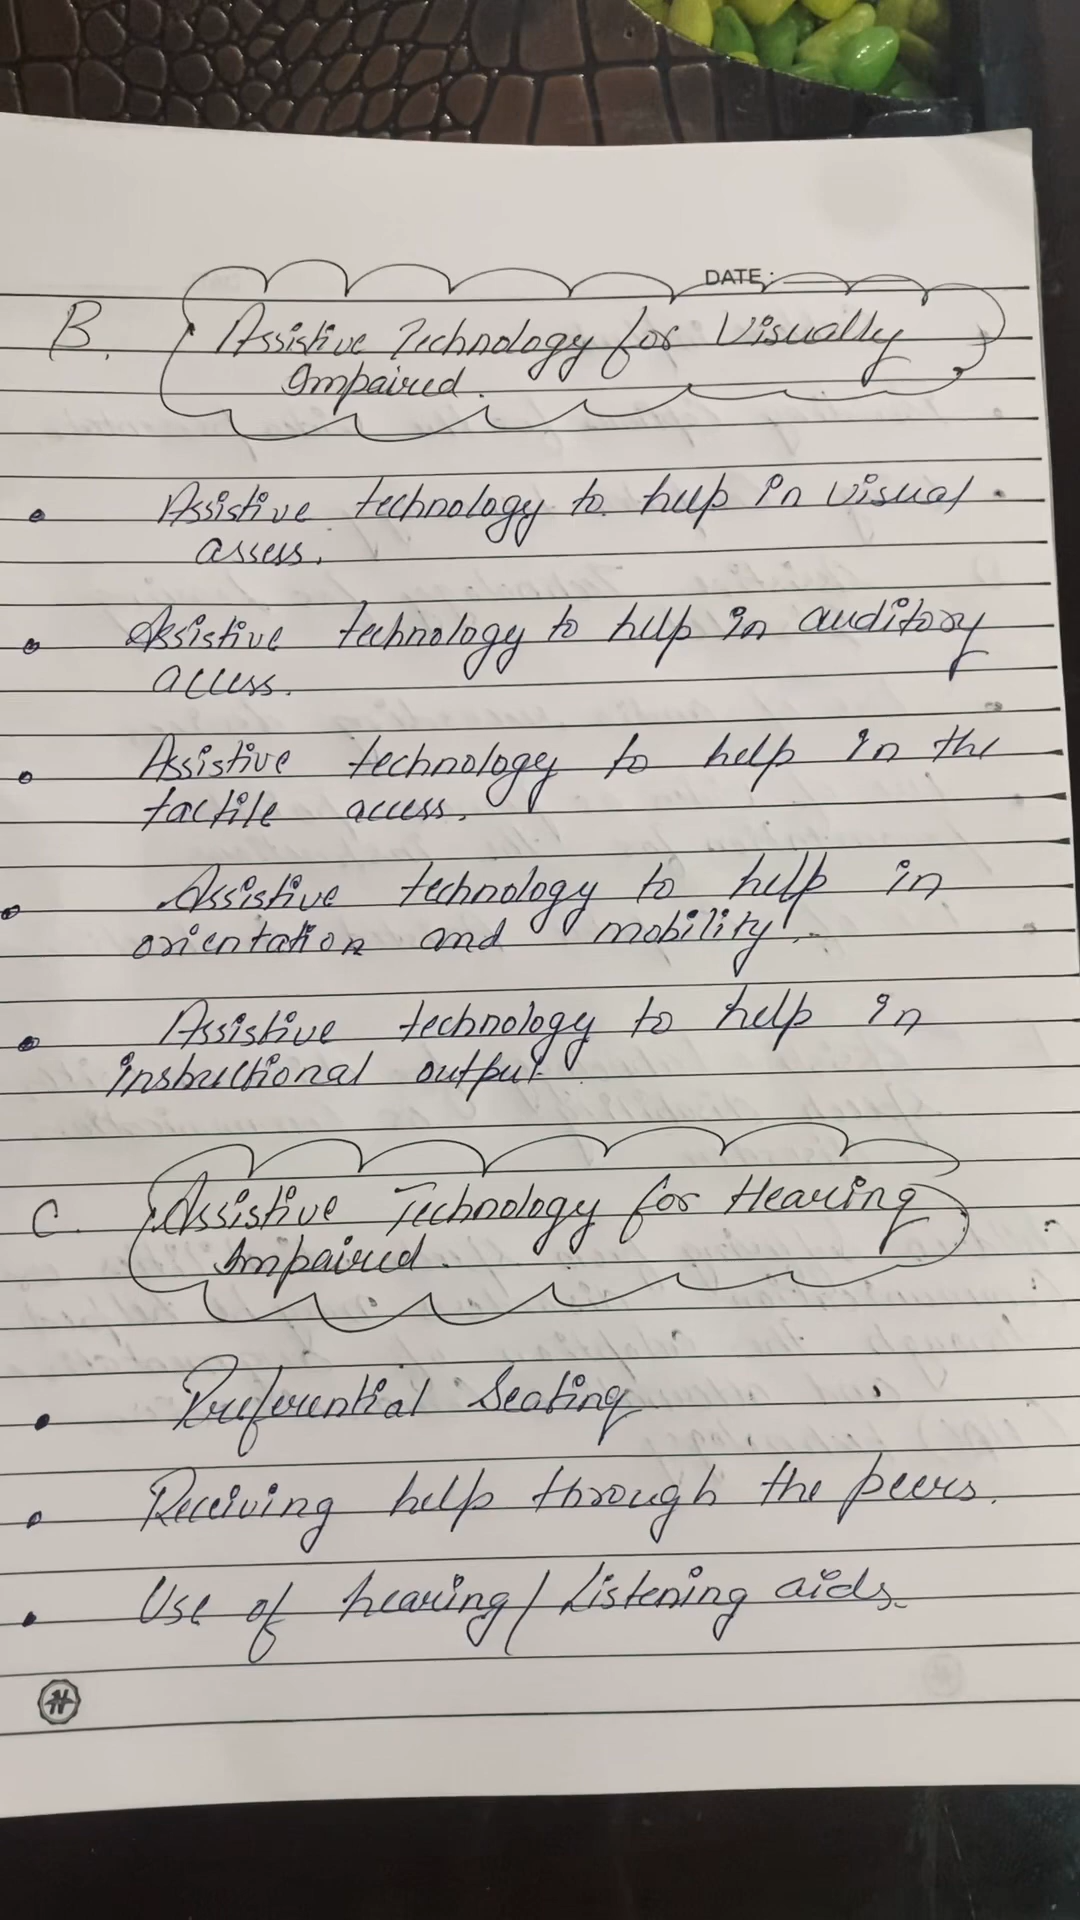 DATE:
B. Assistive Technology for Visually
Impaired.
• Assistive technology to help in visual
assess.
• Assistive technology to help in auditory
access.
• Assistive technology to help in the
tactile access.
• Assistive technology to help in
orientation and mobility.
• Assistive technology to help in
instructional output.
C. Assistive Technology for Hearing
Impaired.
• Preferential Seating
• Receiving help through the peers.
• Use of hearing / Listening aids.